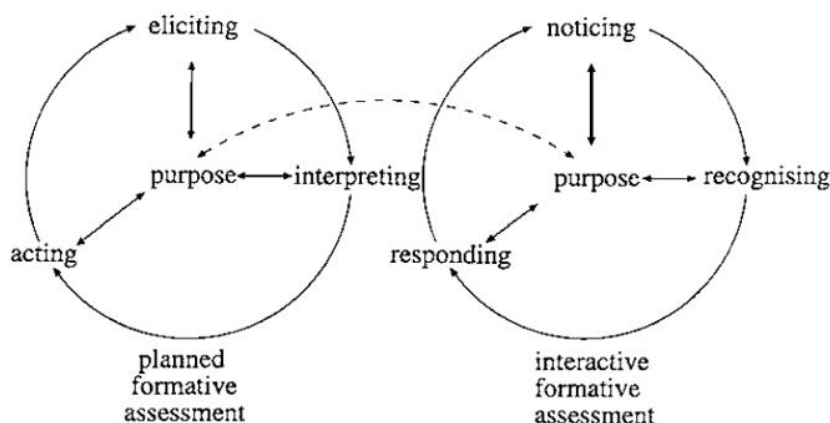 eliciting
noticing
purpose
interpreting
purpose
recognising
acting
responding
planned
formative
assessment
interactive
formative
assessment